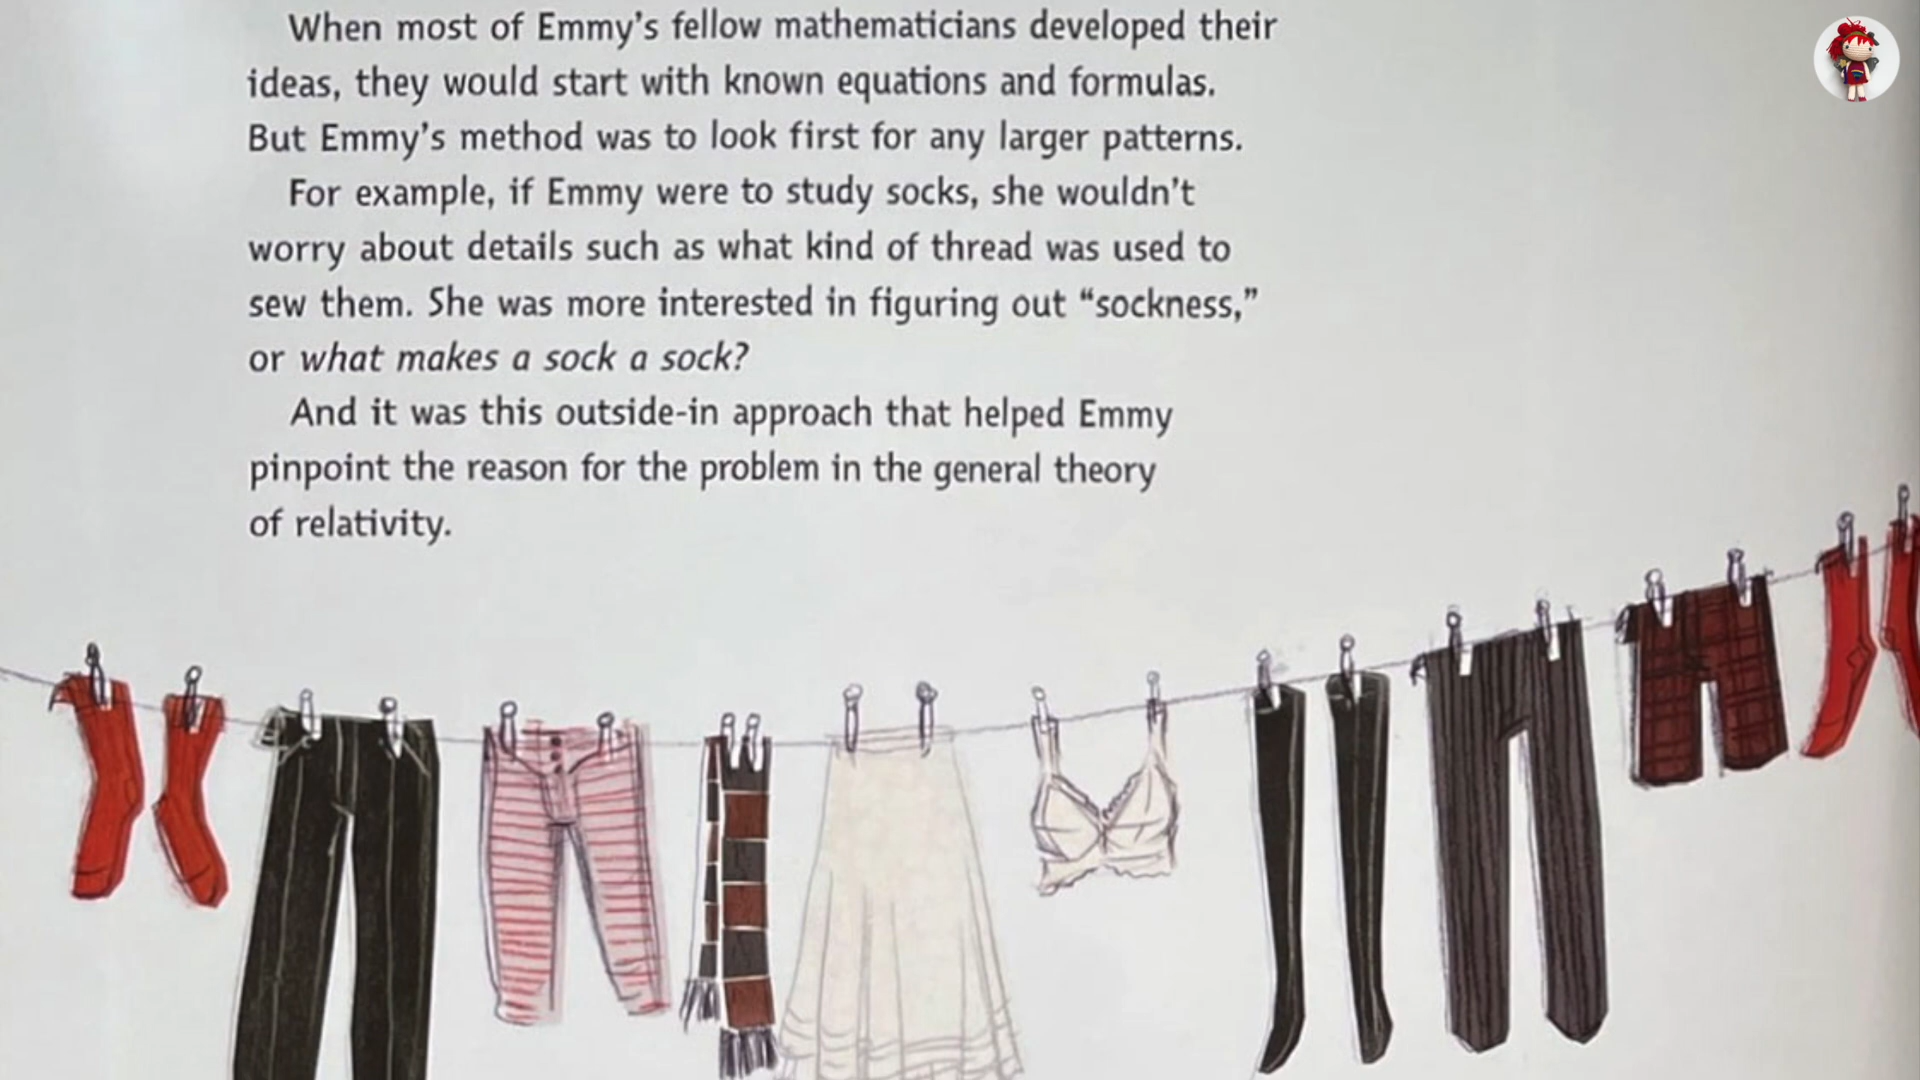 When most of Emmy's fellow mathematicians developed their
ideas, they would start with known equations and formulas.
But Emmy's method was to look first for any larger patterns.
For example, if Emmy were to study socks, she wouldn't
worry about details such as what kind of thread was used to
sew them. She was more interested in figuring out “sockness,”
or what makes a sock a sock?
And it was this outside-in approach that helped Emmy
pinpoint the reason for the problem in the general theory
of relativity.